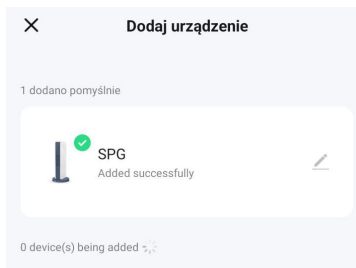 Dodaj urządzenie
1 dodano pomyślnie
SPG
Added successfully
0 device(s) being added